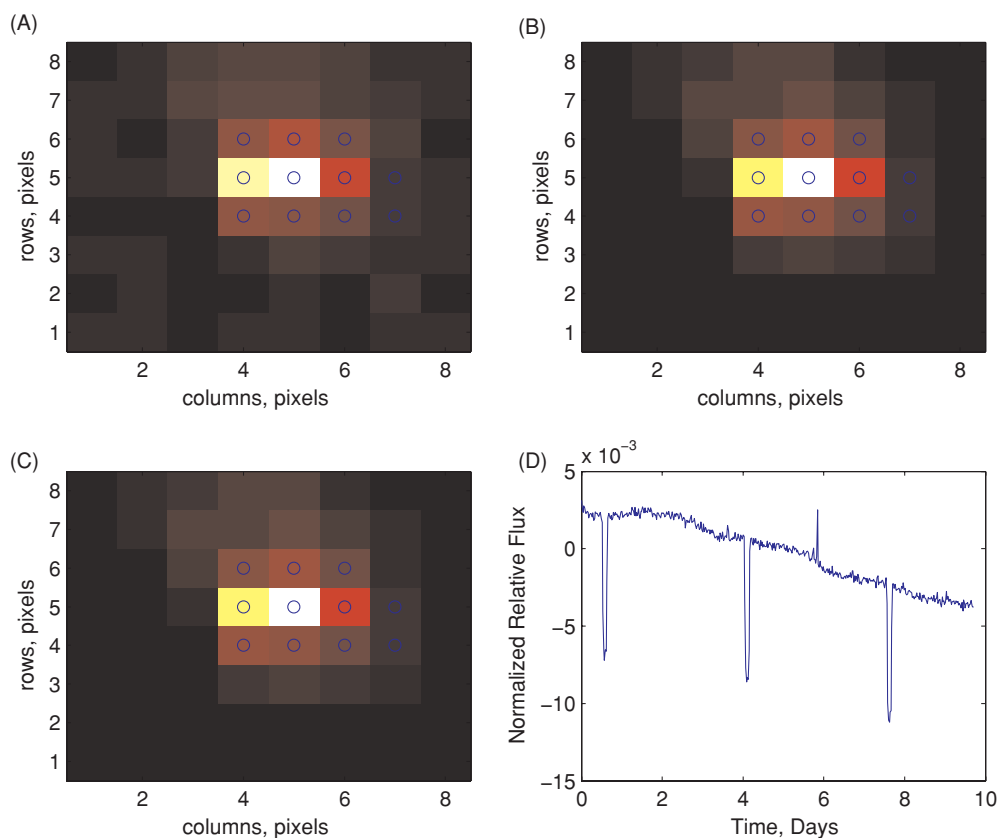 (A)
8
7
6
5
4
3
2
1
rows, pixels
2 4 6 8
columns, pixels
(B)
8
7
6
5
4
3
2
1
rows, pixels
2 4 6 8
columns, pixels
(C)
8
7
6
5
4
3
2
1
rows, pixels
2 4 6 8
columns, pixels
(D)
x 10⁻³
5
0
−5
−10
−15
Normalized Relative Flux
0 2 4 6 8 10
Time, Days